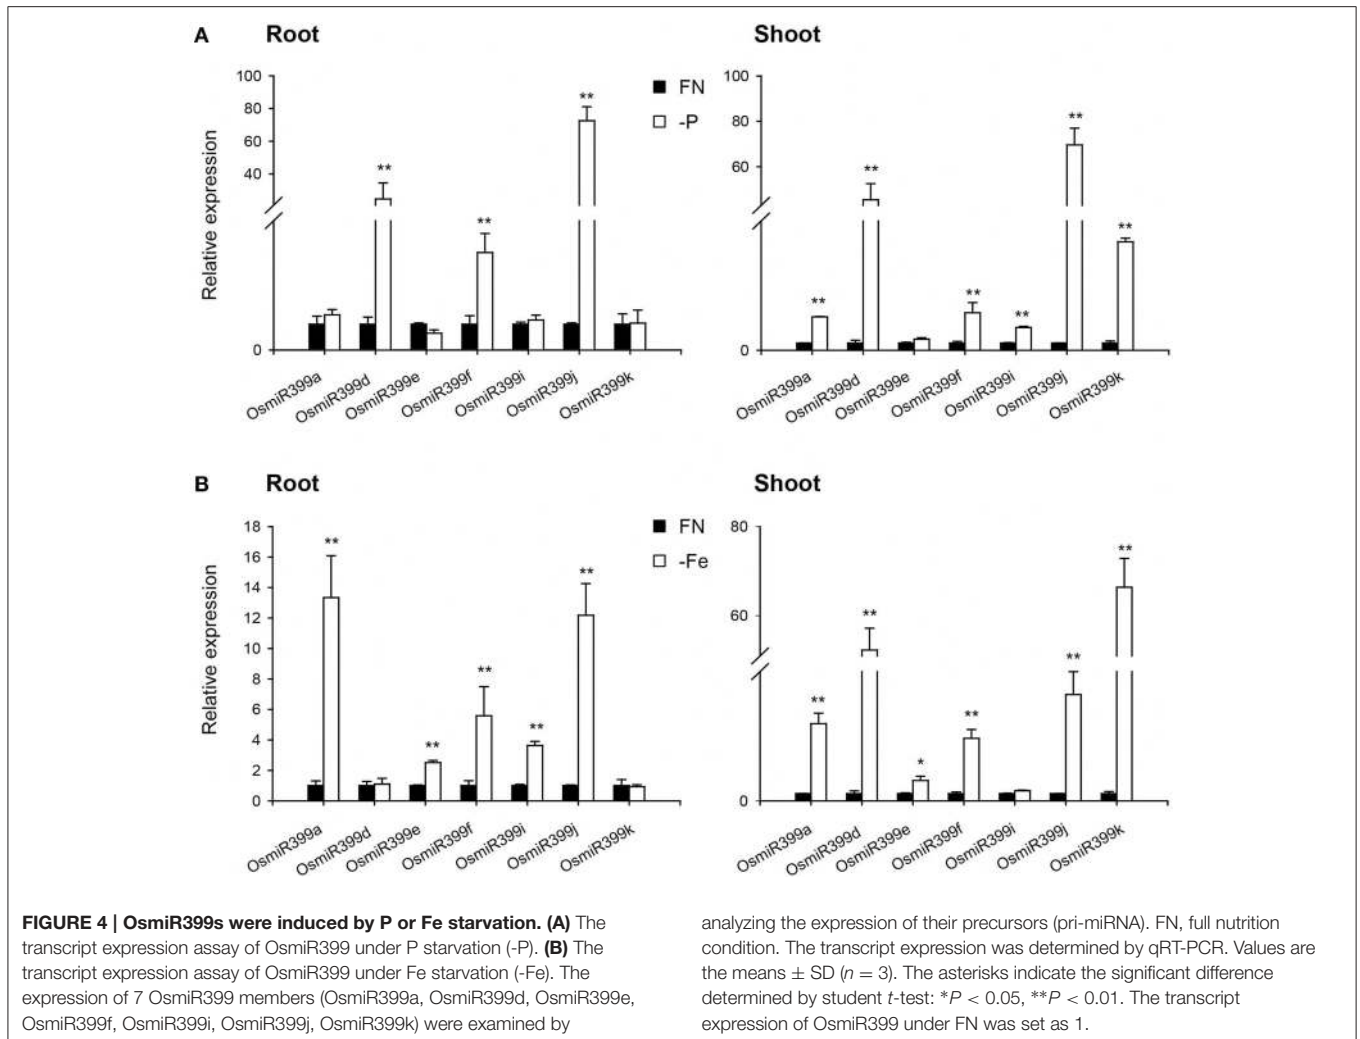 A Root
Shoot
FN
-P
Relative expression
100
80
60
40
0
**
**
**
OsmiR399a
OsmiR399d
OsmiR399e
OsmiR399f
OsmiR399i
OsmiR399j
OsmiR399k
100
80
60
0
**
**
**
**
**
**
OsmiR399a
OsmiR399d
OsmiR399e
OsmiR399f
OsmiR399i
OsmiR399j
OsmiR399k
B Root
Shoot
FN
-Fe
Relative expression
18
16
14
12
10
8
6
4
2
0
**
**
**
**
**
OsmiR399a
OsmiR399d
OsmiR399e
OsmiR399f
OsmiR399i
OsmiR399j
OsmiR399k
80
60
0
**
**
*
**
**
**
OsmiR399a
OsmiR399d
OsmiR399e
OsmiR399f
OsmiR399i
OsmiR399j
OsmiR399k
FIGURE 4 | OsmiR399s were induced by P or Fe starvation. (A) The
transcript expression assay of OsmiR399 under P starvation (-P). (B) The
transcript expression assay of OsmiR399 under Fe starvation (-Fe). The
expression of 7 OsmiR399 members (OsmiR399a, OsmiR399d, OsmiR399e,
OsmiR399f, OsmiR399i, OsmiR399j, OsmiR399k) were examined by
analyzing the expression of their precursors (pri-miRNA). FN, full nutrition
condition. The transcript expression was determined by qRT-PCR. Values are
the means ± SD (n = 3). The asterisks indicate the significant difference
determined by student t-test: *P < 0.05, **P < 0.01. The transcript
expression of OsmiR399 under FN was set as 1.